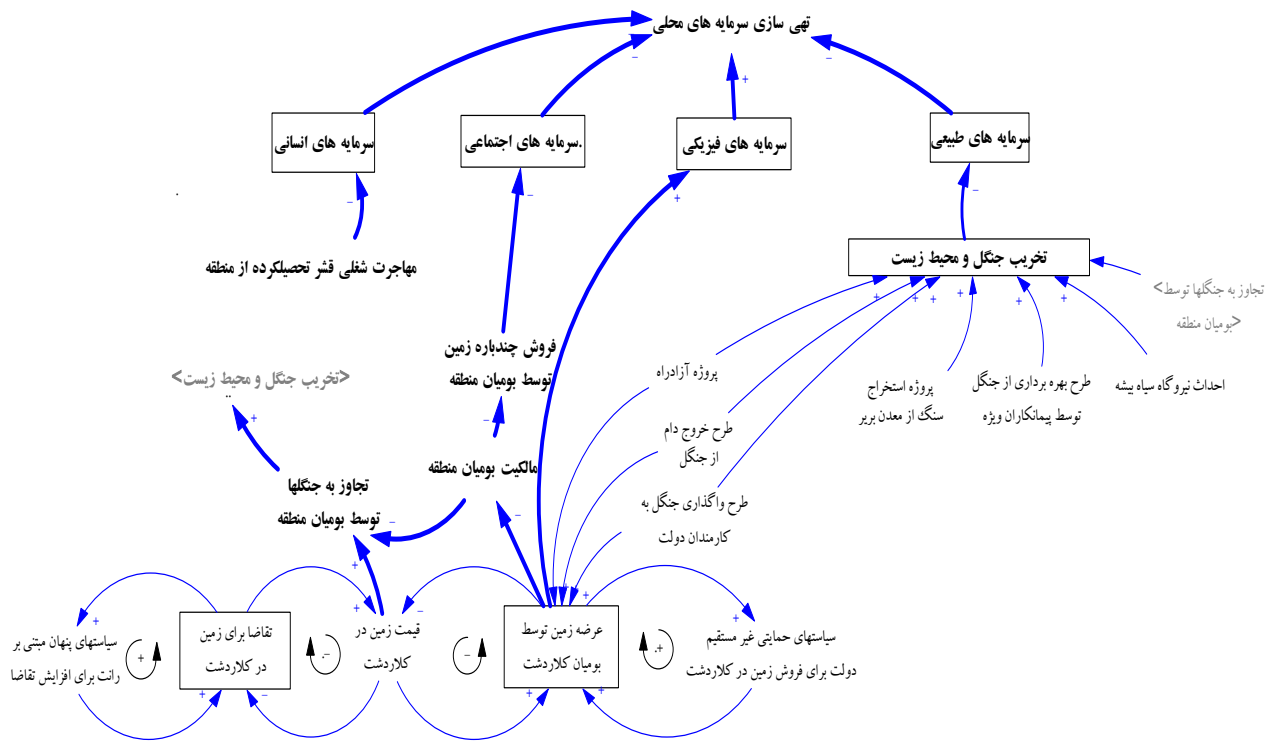 تهی سازی سرمایه های محلی
سرمایه های طبیعی
سرمایه های فیزیکی
سرمایه های اجتماعی.
سرمایه های انسانی
مهاجرت شغلی قشر تحصیلکرده از منطقه
تخریب جنگل و محیط زیست
<تجاوز به جنگلها توسط
بومیان منطقه>
احداث نیروگاه سیاه بیشه
طرح بهره برداری از جنگل
توسط پیمانکاران ویژه
پروژه استخراج
سنگ از معدن بریر
پروژه آزادراه
طرح خروج دام
از جنگل
طرح واگذاری جنگل به
کارمندان دولت
فروش چندباره زمین
توسط بومیان منطقه
<تخریب جنگل و محیط زیست>
مالکیت بومیان منطقه
تجاوز به جنگلها
توسط بومیان منطقه
سیاستهای حمایتی غیر مستقیم
دولت برای فروش زمین در کلاردشت
عرضه زمین توسط
بومیان کلاردشت
قیمت زمین در
کلاردشت
تقاضا برای زمین
در کلاردشت
سیاستهای پنهان مبتنی بر
رانت برای افزایش تقاضا